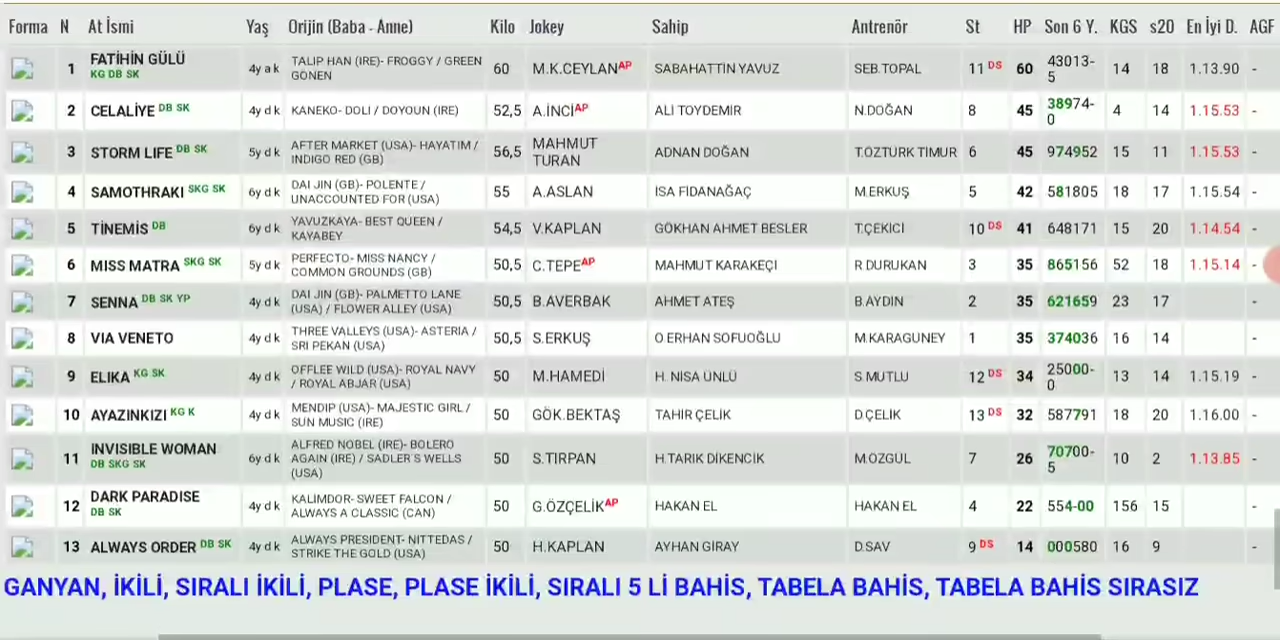 Forma N At İsmi Yaş Orijin (Baba - Anne) Kilo Jokey Sahip Antrenör St HP Son 6 Y. KGS s20 En İyi D. AGF
1 FATİHİN GÜLÜ KG DB SK 4y a k TALIP HAN (IRE)- FROGGY / GREEN GÖNEN 60 M.K.CEYLAN AP SABAHATTİN YAVUZ SEB.TOPAL 11 DS 60 43013-5 14 18 1.13.90 -
2 CELALİYE DB SK 4y d k KANEKO- DOLI / DOYOUN (IRE) 52,5 A.İNCİ AP ALİ TOYDEMİR N.DOĞAN 8 45 38974-0 4 14 1.15.53 -
3 STORM LIFE DB SK 5y d k AFTER MARKET (USA)- HAYATIM / INDIGO RED (GB) 56,5 MAHMUT TURAN ADNAN DOĞAN T.ÖZTÜRK TİMUR 6 45 974952 15 11 1.15.53 -
4 SAMOTHRAKI SKG SK 6y d k DAI JIN (GB)- POLENTE / UNACCOUNTED FOR (USA) 55 A.ASLAN İSA FİDANAĞAÇ M.ERKUŞ 5 42 581805 18 17 1.15.54 -
5 TİNEMİS DB 6y d k YAVUZKAYA- BEST QUEEN / KAYABEY 54,5 V.KAPLAN GÖKHAN AHMET BESLER T.ÇEKİCİ 10 DS 41 648171 15 20 1.14.54 -
6 MISS MATRA SKG SK 5y d k PERFECTO- MISS NANCY / COMMON GROUNDS (GB) 50,5 C.TEPE AP MAHMUT KARAKEÇİ R.DURUKAN 3 35 865156 52 18 1.15.14 -
7 SENNA DB SK YP 4y d k DAI JIN (GB)- PALMETTO LANE (USA) / FLOWER ALLEY (USA) 50,5 B.AVERBAK AHMET ATEŞ B.AYDIN 2 35 621659 23 17 -
8 VIA VENETO 4y d k THREE VALLEYS (USA)- ASTERIA / SRI PEKAN (USA) 50,5 S.ERKUŞ O ERHAN SOFUOĞLU M.KARAGUNEY 1 35 374036 16 14 -
9 ELIKA KG SK 4y d k OFFLEE WILD (USA)- ROYAL NAVY / ROYAL ABJAR (USA) 50 M.HAMEDİ H. NİSA ÜNLÜ S.MUTLU 12 DS 34 25000-0 13 14 1.15.19 -
10 AYAZINKIZI KG K 4y d k MENDIP (USA)- MAJESTIC GIRL / SUN MUSIC (IRE) 50 GÖK.BEKTAŞ TAHİR ÇELİK D.ÇELİK 13 DS 32 587791 18 20 1.16.00 -
11 INVISIBLE WOMAN DB SKG SK 6y d k ALFRED NOBEL (IRE)- BOLERO AGAIN (IRE) / SADLER'S WELLS (USA) 50 S.TIRPAN H.TARIK DİKENCİK M.ÖZGÜL 7 26 70700-5 10 2 1.13.85 -
12 DARK PARADISE DB SK 4y d k KALIMDOR- SWEET FALCON / ALWAYS A CLASSIC (CAN) 50 G.ÖZÇELİK AP HAKAN EL HAKAN EL 4 22 554-00 156 15 -
13 ALWAYS ORDER DB SK 4y d k ALWAYS PRESIDENT- NITTEDAS / STRIKE THE GOLD (USA) 50 H.KAPLAN AYHAN GİRAY D.SAV 9 DS 14 000580 16 9 -
GANYAN, İKİLİ, SIRALI İKİLİ, PLASE, PLASE İKİLİ, SIRALI 5 Lİ BAHİS, TABELA BAHİS, TABELA BAHİS SIRASIZ